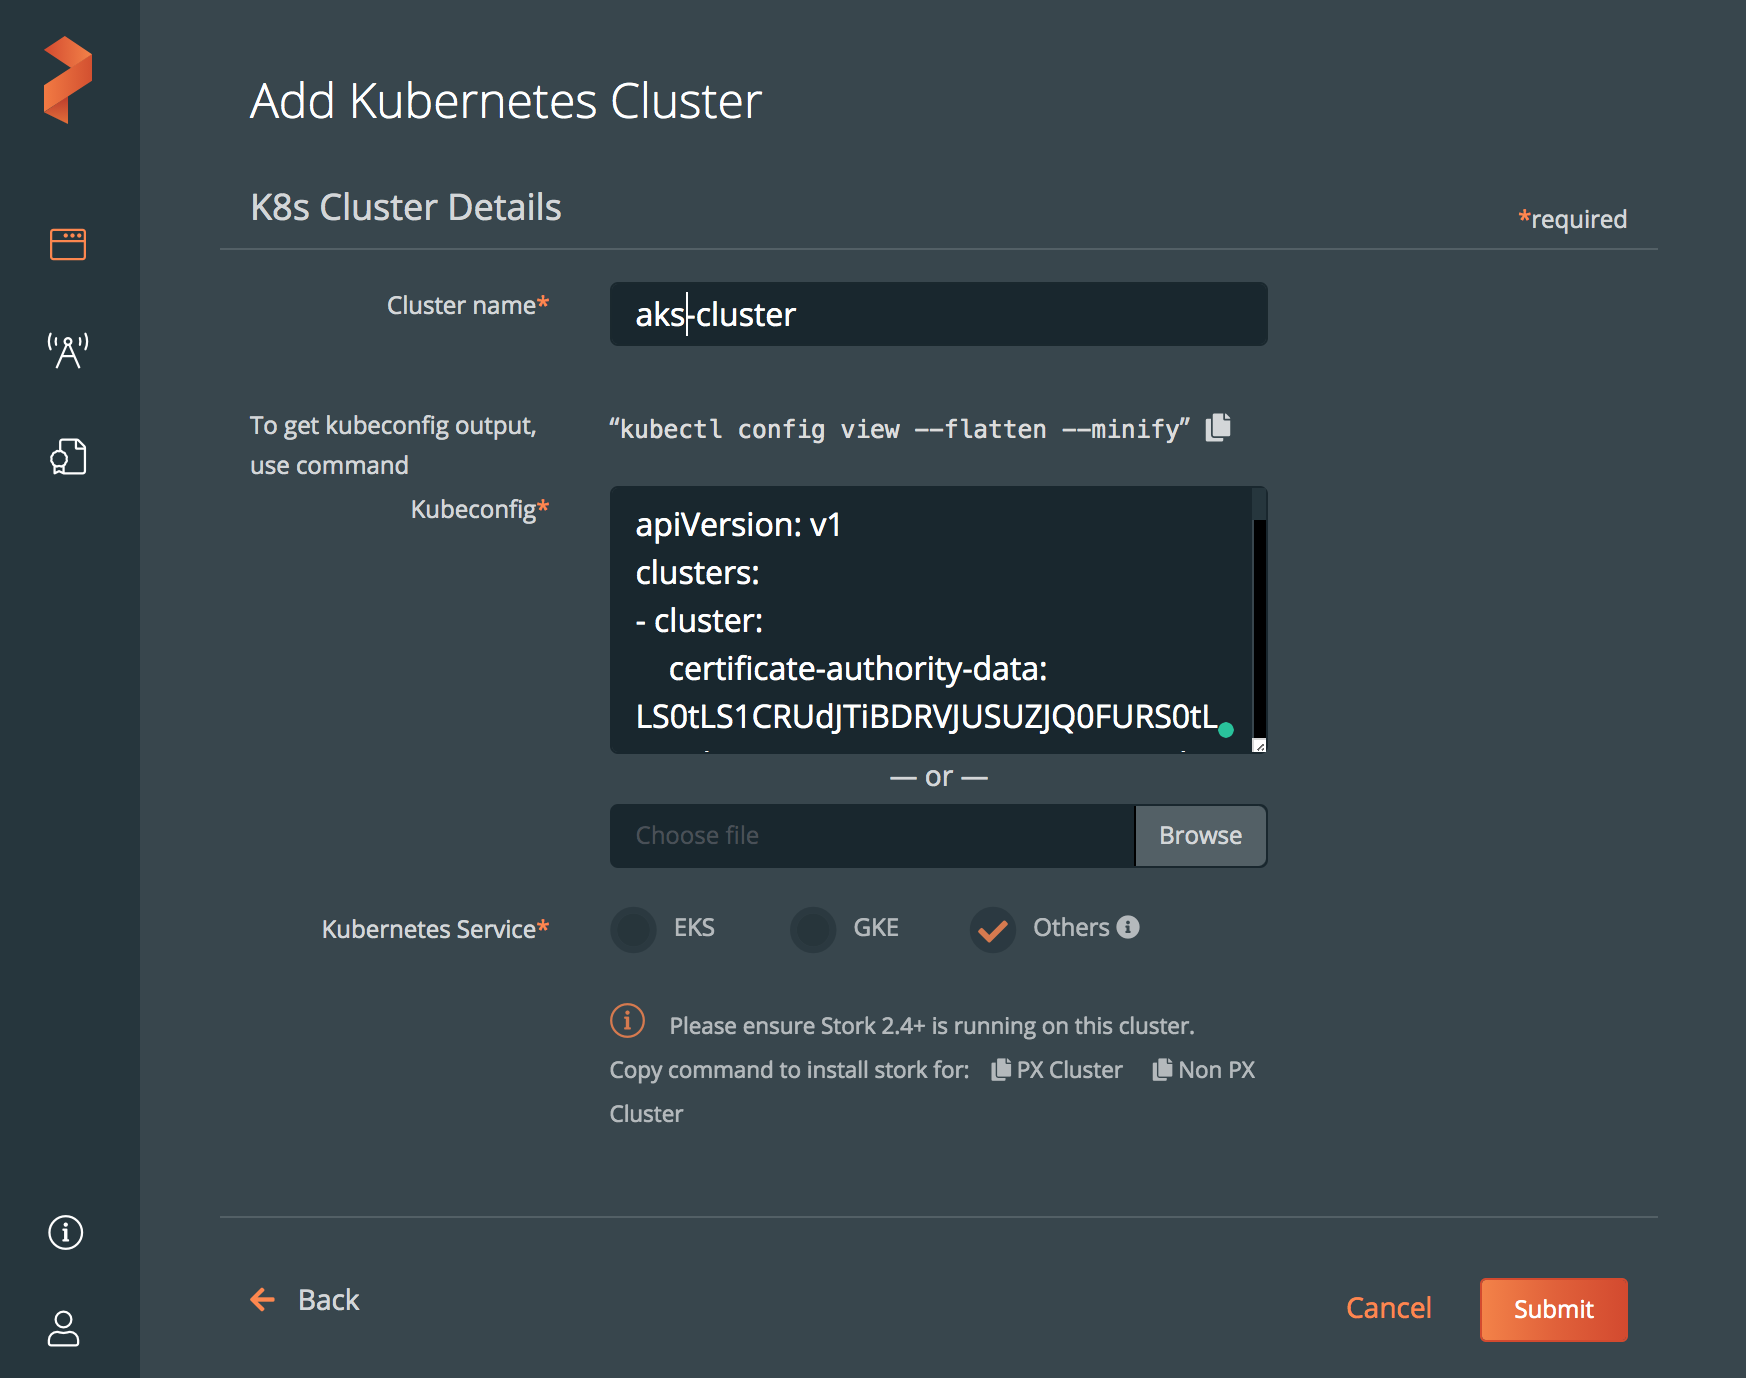 Add Kubernetes Cluster
K8s Cluster Details
*required
Cluster name*
aks-cluster
To get kubeconfig output,
use command
“kubectl config view --flatten --minify”
Kubeconfig*
apiVersion: v1
clusters:
- cluster:
certificate-authority-data:
LS0tLS1CRUdJTiBDRVJUSUZJQ0FURS0tL
— or —
Choose file
Browse
Kubernetes Service*
EKS
GKE
Others
Please ensure Stork 2.4+ is running on this cluster.
Copy command to install stork for: PX Cluster Non PX
Cluster
Back
Cancel
Submit